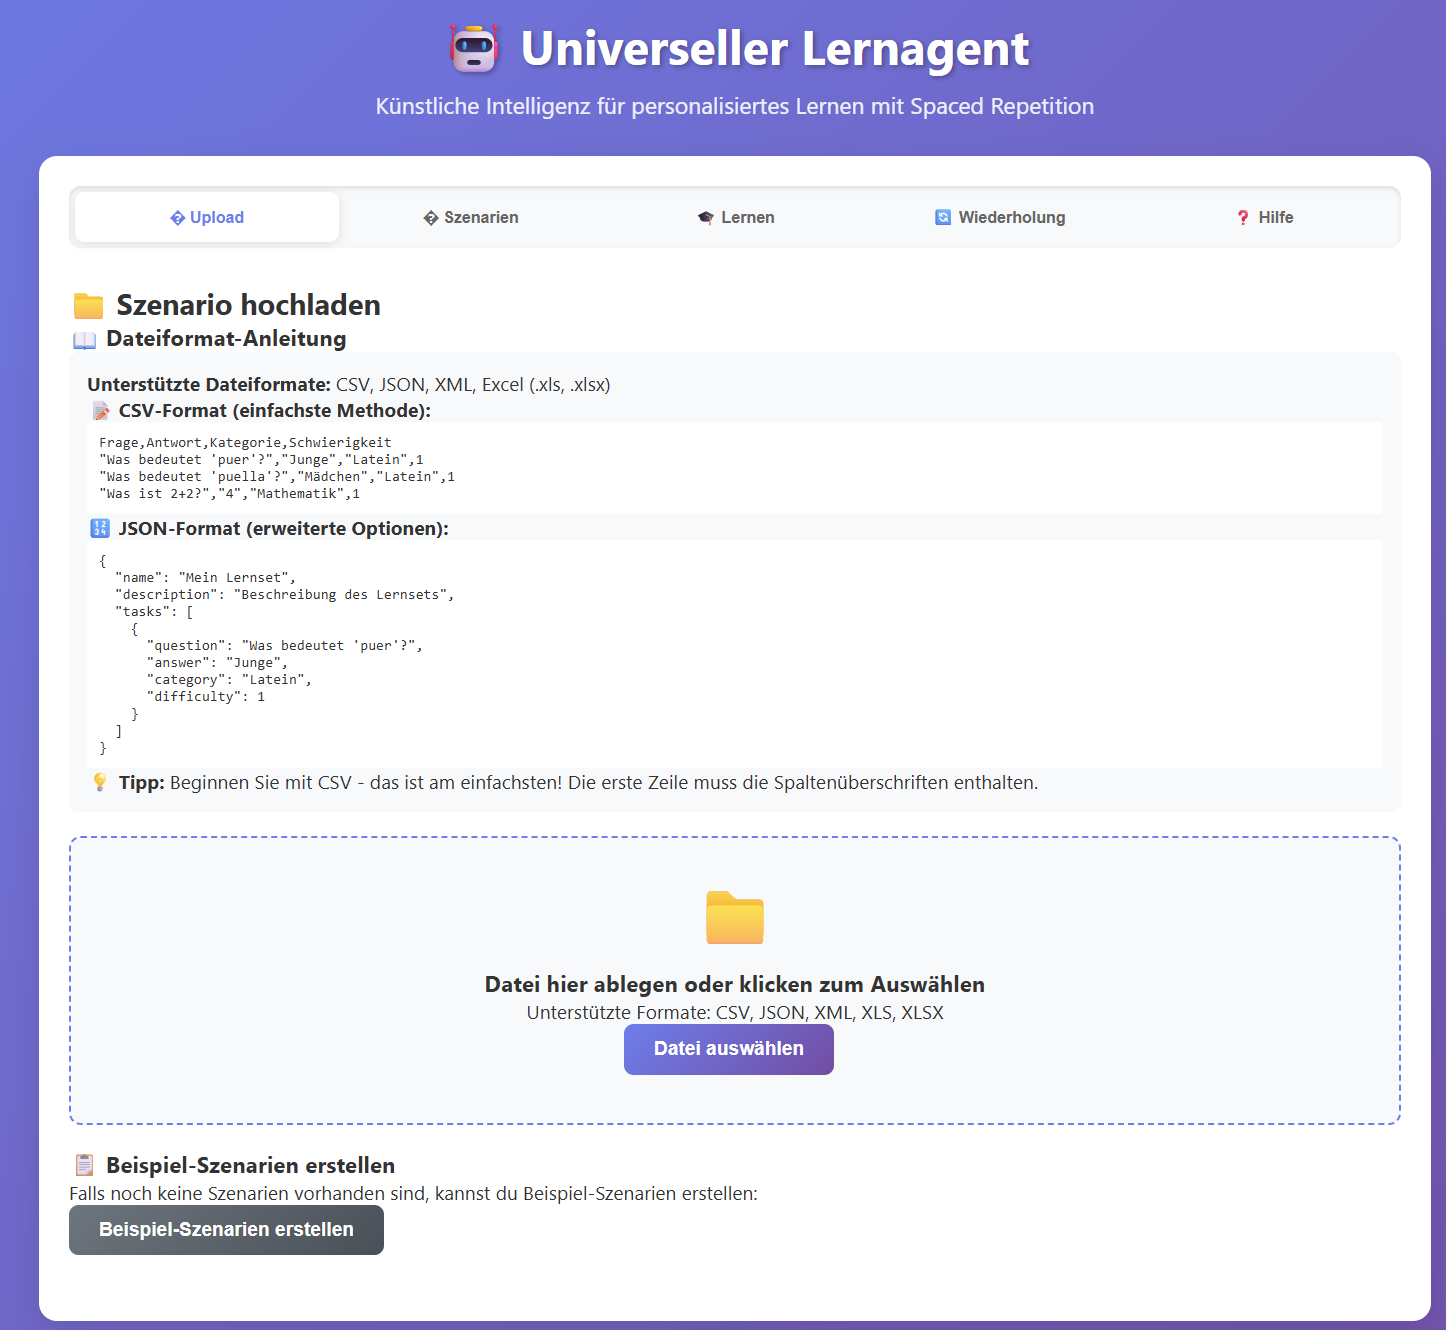 Universeller Lernagent
Künstliche Intelligenz für personalisiertes Lernen mit Spaced Repetition
� Upload
� Szenarien
Lernen
Wiederholung
Hilfe
Szenario hochladen
Dateiformat-Anleitung
Unterstützte Dateiformate: CSV, JSON, XML, Excel (.xls, .xlsx)
CSV-Format (einfachste Methode):
Frage,Antwort,Kategorie,Schwierigkeit
"Was bedeutet 'puer'?","Junge","Latein",1
"Was bedeutet 'puella'?","Mädchen","Latein",1
"Was ist 2+2?","4","Mathematik",1
JSON-Format (erweiterte Optionen):
{
  "name": "Mein Lernset",
  "description": "Beschreibung des Lernsets",
  "tasks": [
    {
      "question": "Was bedeutet 'puer'?",
      "answer": "Junge",
      "category": "Latein",
      "difficulty": 1
    }
  ]
}
Tipp: Beginnen Sie mit CSV - das ist am einfachsten! Die erste Zeile muss die Spaltenüberschriften enthalten.
Datei hier ablegen oder klicken zum Auswählen
Unterstützte Formate: CSV, JSON, XML, XLS, XLSX
Datei auswählen
Beispiel-Szenarien erstellen
Falls noch keine Szenarien vorhanden sind, kannst du Beispiel-Szenarien erstellen:
Beispiel-Szenarien erstellen